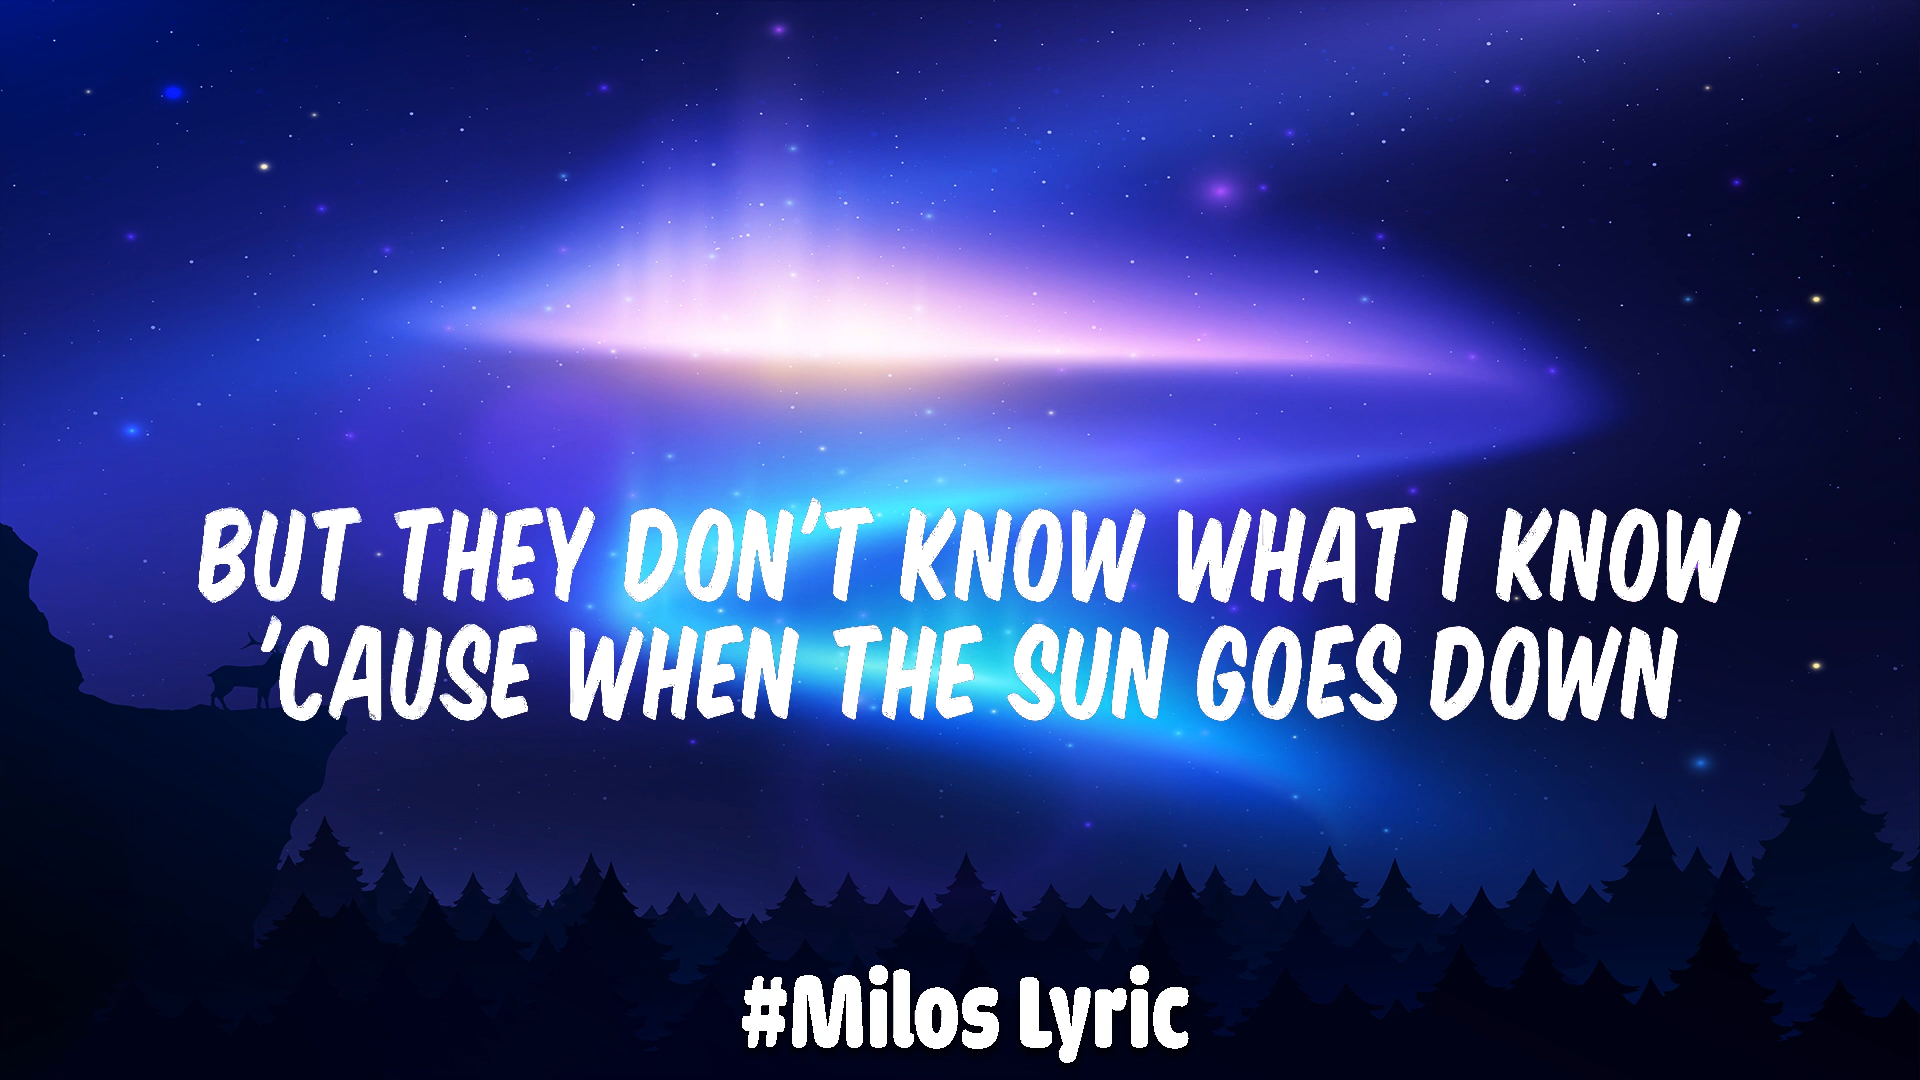 BUT THEY DON'T KNOW WHAT I KNOW
'CAUSE WHEN THE SUN GOES DOWN
#Milos Lyric